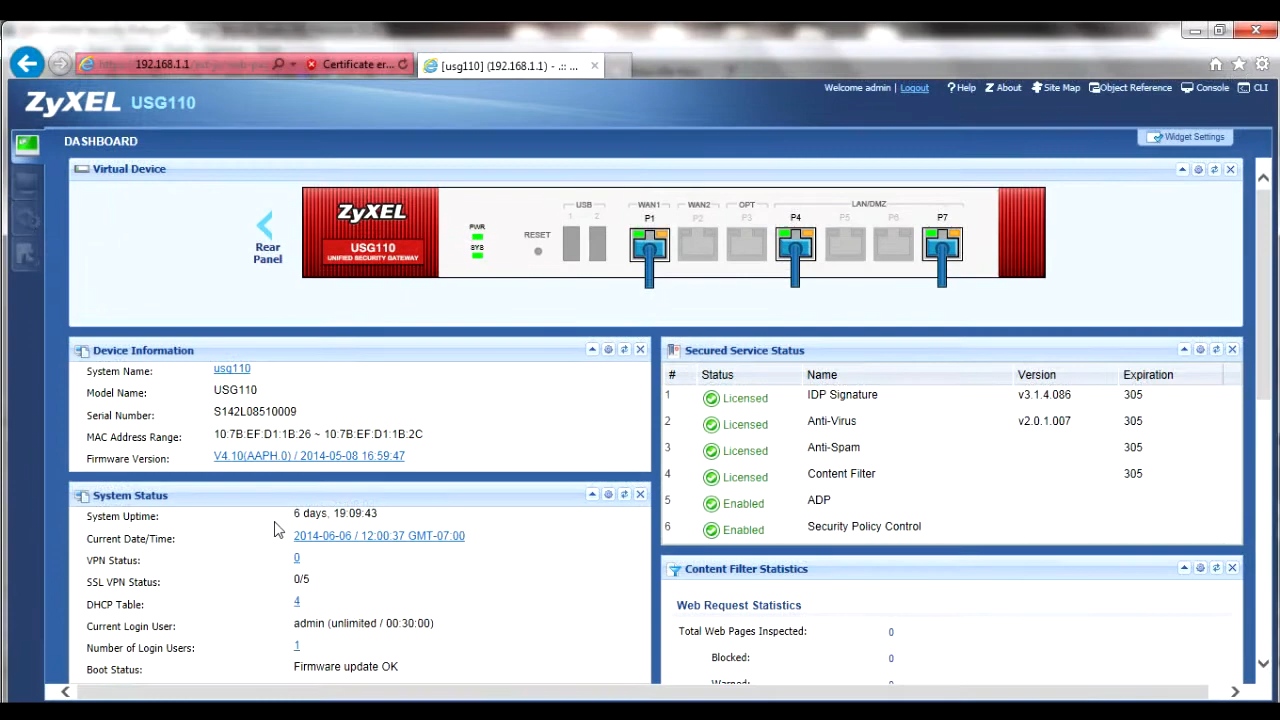 192.168.1.1
Certificate er...
[usg110] (192.168.1.1) - .::. ...
ZyXEL USG110
Welcome admin | Logout ?Help About Site Map Object Reference Console CLI
DASHBOARD
Widget Settings
Virtual Device
Rear
Panel
ZyXEL
USG110
UNIFIED SECURITY GATEWAY
PWR
SYS
RESET
USB
1 2
WAN1 WAN2 OPT LAN/DMZ
P1 P2 P3 P4 P5 P6 P7
Device Information
System Name: usg110
Model Name: USG110
Serial Number: S142L08510009
MAC Address Range: 10:7B:EF:D1:1B:26 ~ 10:7B:EF:D1:1B:2C
Firmware Version: V4.10(AAPH.0) / 2014-05-08 16:59:47
System Status
System Uptime: 6 days, 19:09:43
Current Date/Time: 2014-06-06 / 12:00:37 GMT-07:00
VPN Status: 0
SSL VPN Status: 0/5
DHCP Table: 4
Current Login User: admin (unlimited / 00:30:00)
Number of Login Users: 1
Boot Status: Firmware update OK
Secured Service Status
# Status Name Version Expiration
1 Licensed IDP Signature v3.1.4.086 305
2 Licensed Anti-Virus v2.0.1.007 305
3 Licensed Anti-Spam 305
4 Licensed Content Filter 305
5 Enabled ADP
6 Enabled Security Policy Control
Content Filter Statistics
Web Request Statistics
Total Web Pages Inspected: 0
Blocked: 0